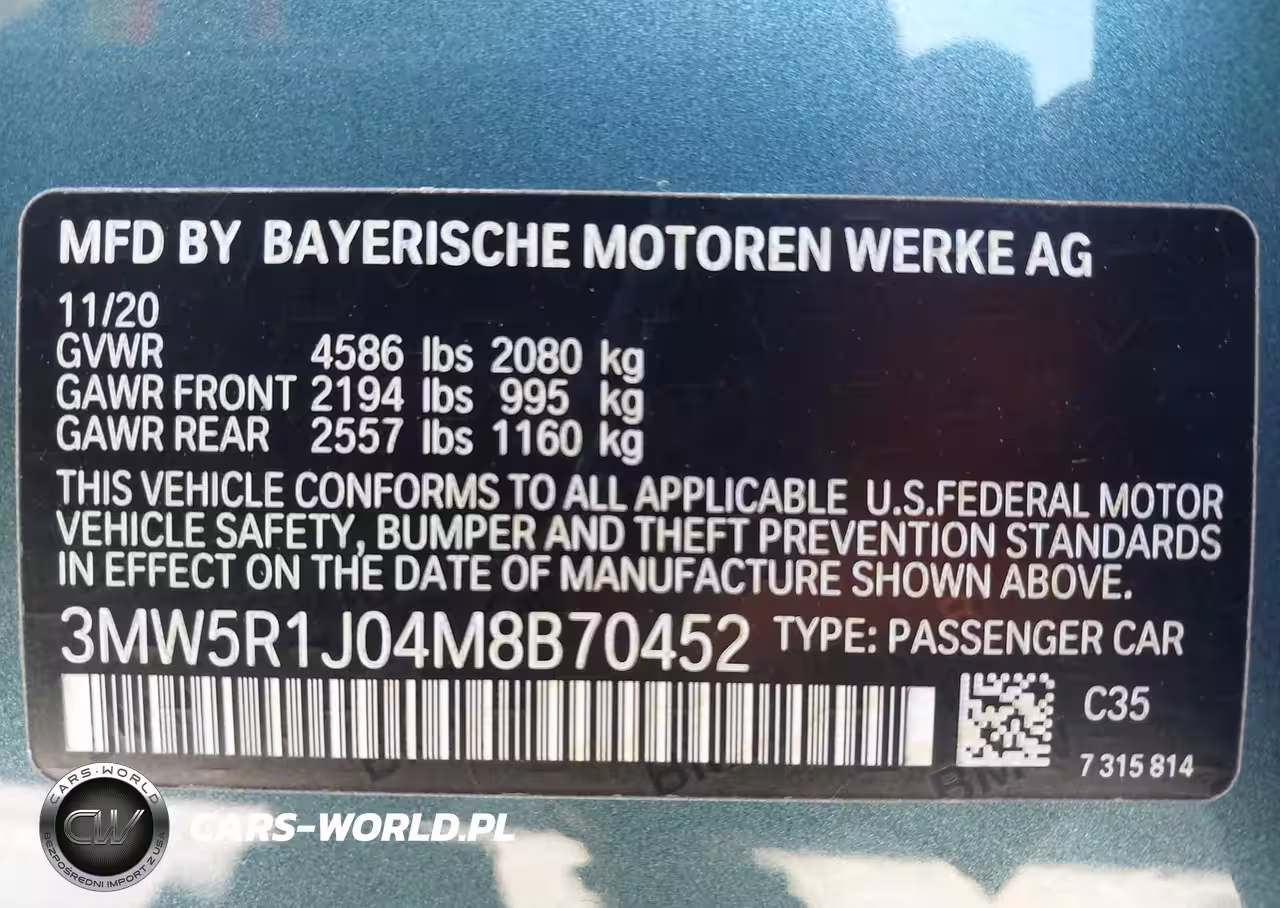 MFD BY BAYERISCHE MOTOREN WERKE AG
11/20
GVWR 4586 lbs 2080 kg
GAWR FRONT 2194 lbs 995 kg
GAWR REAR 2557 lbs 1160 kg
THIS VEHICLE CONFORMS TO ALL APPLICABLE U.S.FEDERAL MOTOR
VEHICLE SAFETY, BUMPER AND THEFT PREVENTION STANDARDS
IN EFFECT ON THE DATE OF MANUFACTURE SHOWN ABOVE.
3MW5R1J04M8B70452 TYPE: PASSENGER CAR
C35
7 315 814
CARS-WORLD
CW
BEZPOŚREDNI IMPORT Z USA
CARS-WORLD.PL